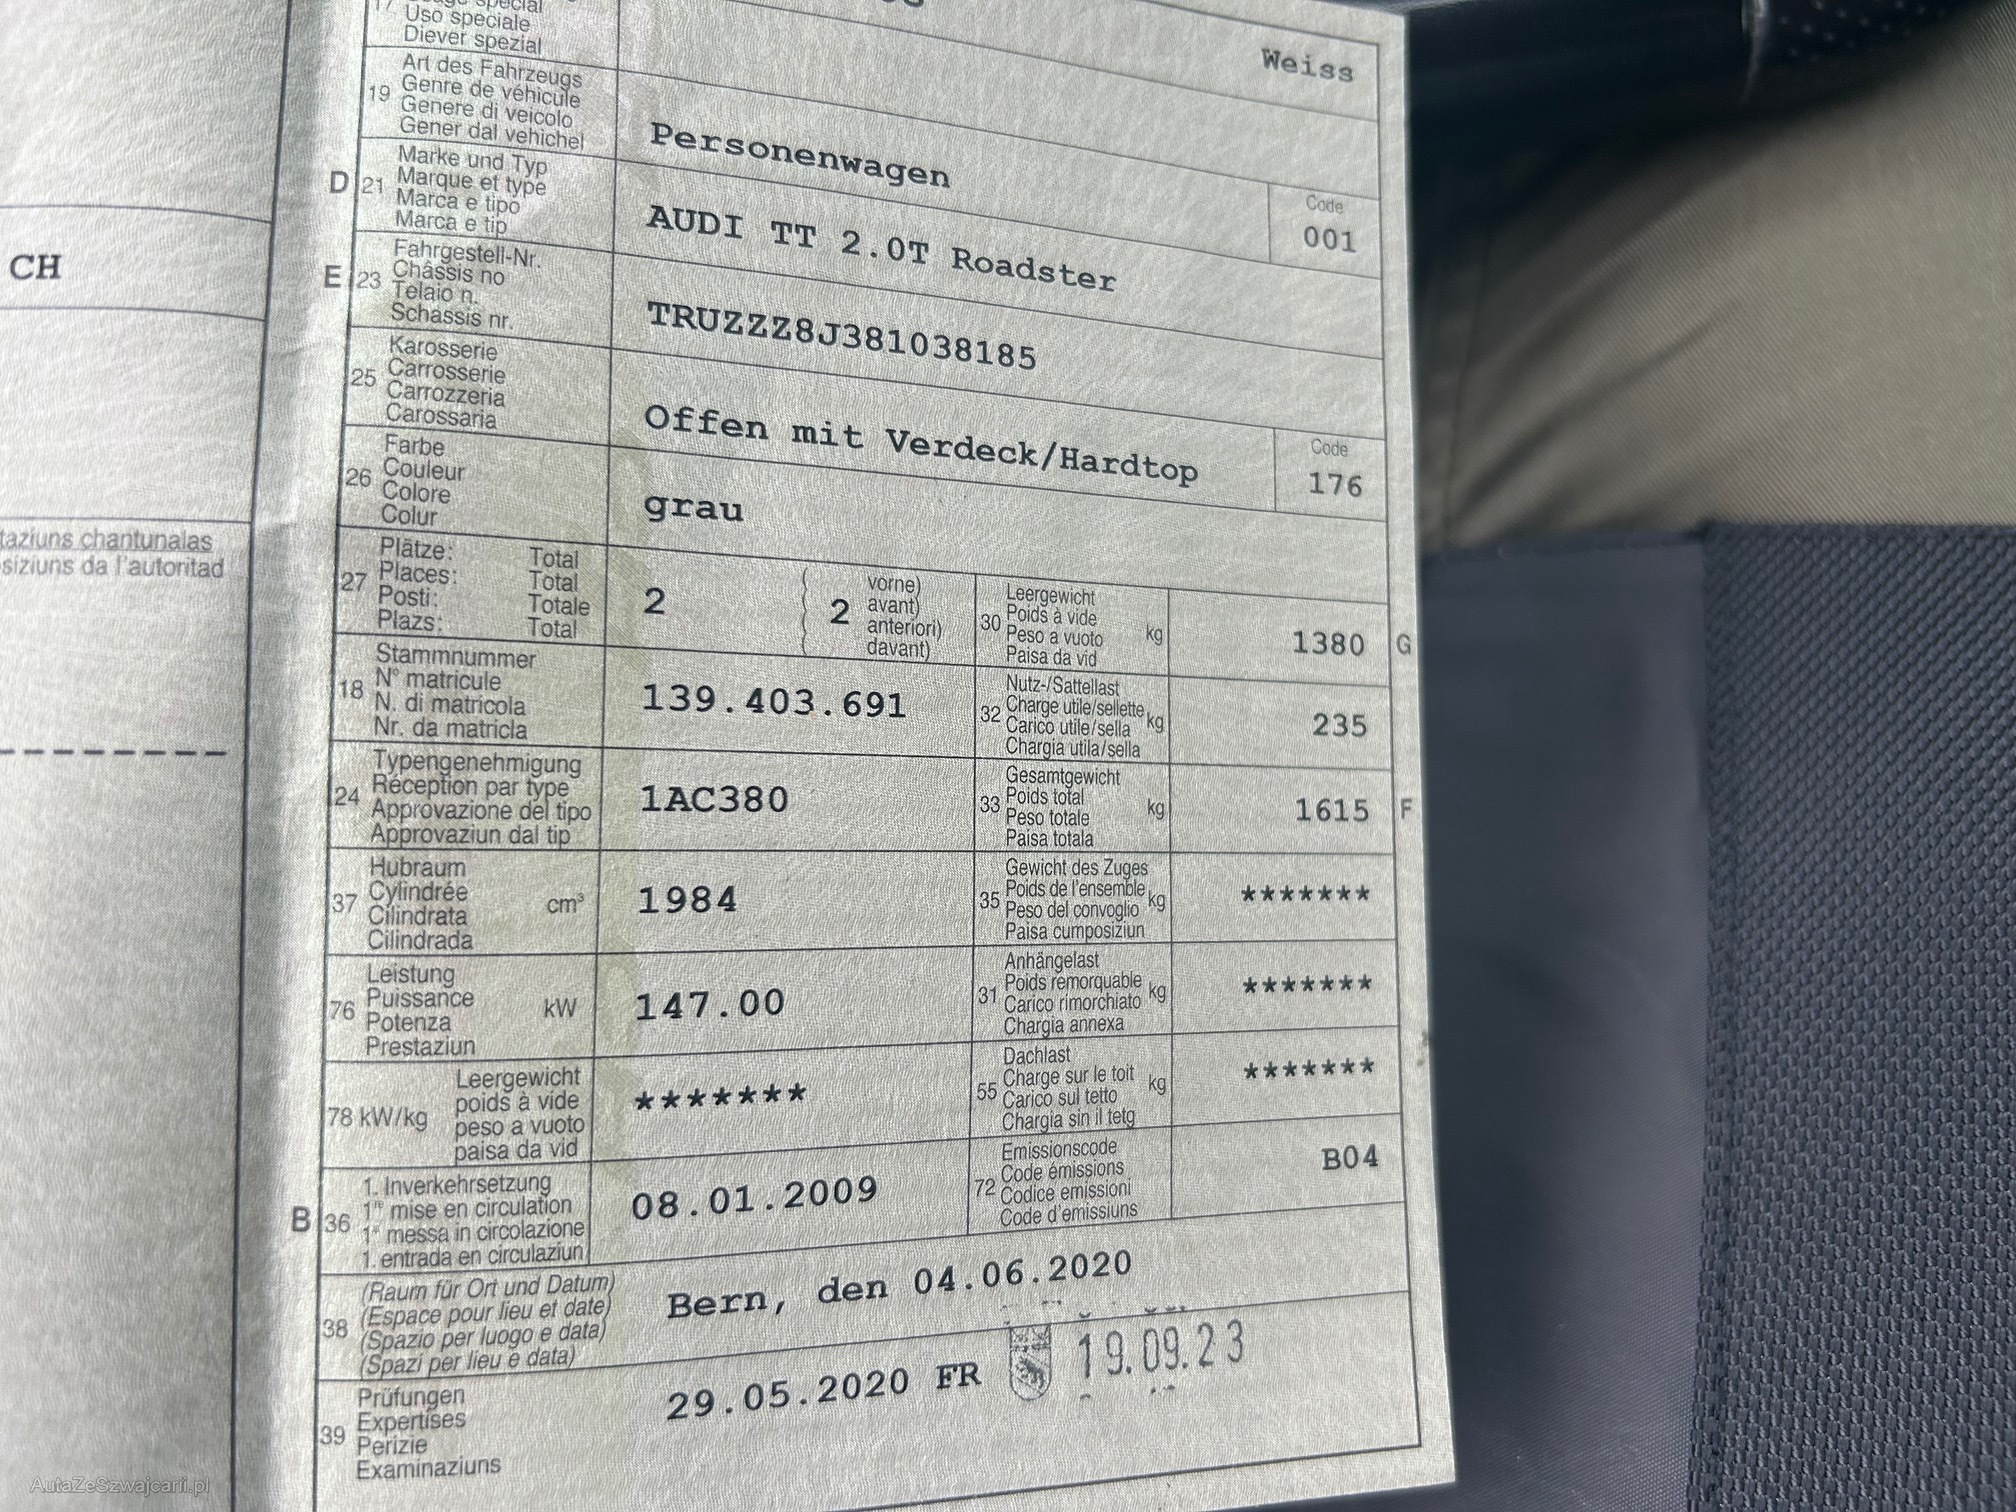 Uso speciale
Diever spezial
Weiss
19
Art des Fahrzeugs
Genre de véhicule
Genere di veicolo
Gener dal vehichel
Personenwagen
Code
001
D
21
Marke und Typ
Marque et type
Marca e tipo
Marca e tip
AUDI TT 2.0T Roadster
E
23
Fahrgestell-Nr.
Châssis no
Telaio n.
Schassis nr.
TRUZZZ8J381038185
25
Karosserie
Carrosserie
Carrozzeria
Carossaria
Offen mit Verdeck/Hardtop
Code
176
26
Farbe
Couleur
Colore
Colur
grau
27
Plätze: Total
Places: Total
Posti: Totale
Plazs: Total
2
2
vorne)
avant)
anteriori)
davant)
30
Leergewicht
Poids à vide
Peso a vuoto
Paisa da vid
kg
1380
G
18
Stammnummer
N° matricule
N. di matricola
Nr. da matricla
139.403.691
32
Nutz-/Sattellast
Charge utile/sellette
Carico utile/sella
Chargia utila/sella
kg
235
24
Typengenehmigung
Réception par type
Approvazione del tipo
Approvaziun dal tip
1AC380
33
Gesamtgewicht
Poids total
Peso totale
Paisa totala
kg
1615
F
37
Hubraum
Cylindrée
Cilindrata
Cilindrada
cm³
1984
35
Gewicht des Zuges
Poids de l'ensemble
Peso del convoglio
Paisa cumposiziun
kg
*******
76
Leistung
Puissance
Potenza
Prestaziun
kW
147.00
31
Anhängelast
Poids remorquable
Carico rimorchiato
Chargia annexa
kg
*******
78 kW/kg
Leergewicht
poids à vide
peso a vuoto
paisa da vid
*******
55
Dachlast
Charge sur le toit
Carico sul tetto
Chargia sin il tetg
kg
*******
B
36
1. Inverkehrsetzung
1re mise en circulation
1a messa in circolazione
1. entrada en circulaziun
08.01.2009
72
Emissionscode
Code émissions
Codice emissioni
Code d'emissiuns
B04
38
(Raum für Ort und Datum)
(Espace pour lieu et date)
(Spazio per luogo e data)
(Spazi per lieu e data)
Bern, den 04.06.2020
39
Prüfungen
Expertises
Perizie
Examinaziuns
29.05.2020 FR
19.09.23
CH
taziuns chantunalas
siziuns da l'autoritad
AutaZeSzwajcarii.pl